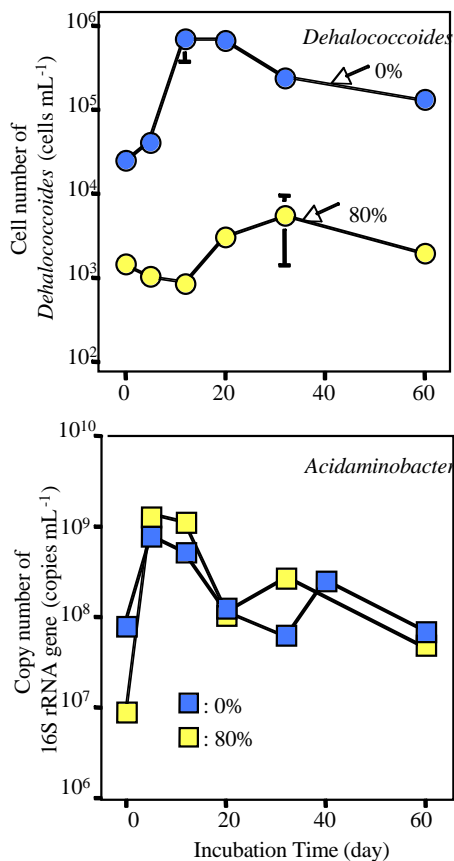 10⁶
Dehalococcoides
0%
10⁵
Cell number of
Dehalococcoides (cells mL⁻¹)
10⁴
80%
10³
10²
0 20 40 60
10¹⁰
Acidaminobacter
10⁹
Copy number of
16S rRNA gene (copies mL⁻¹)
10⁸
10⁷
: 0%
: 80%
10⁶
0 20 40 60
Incubation Time (day)